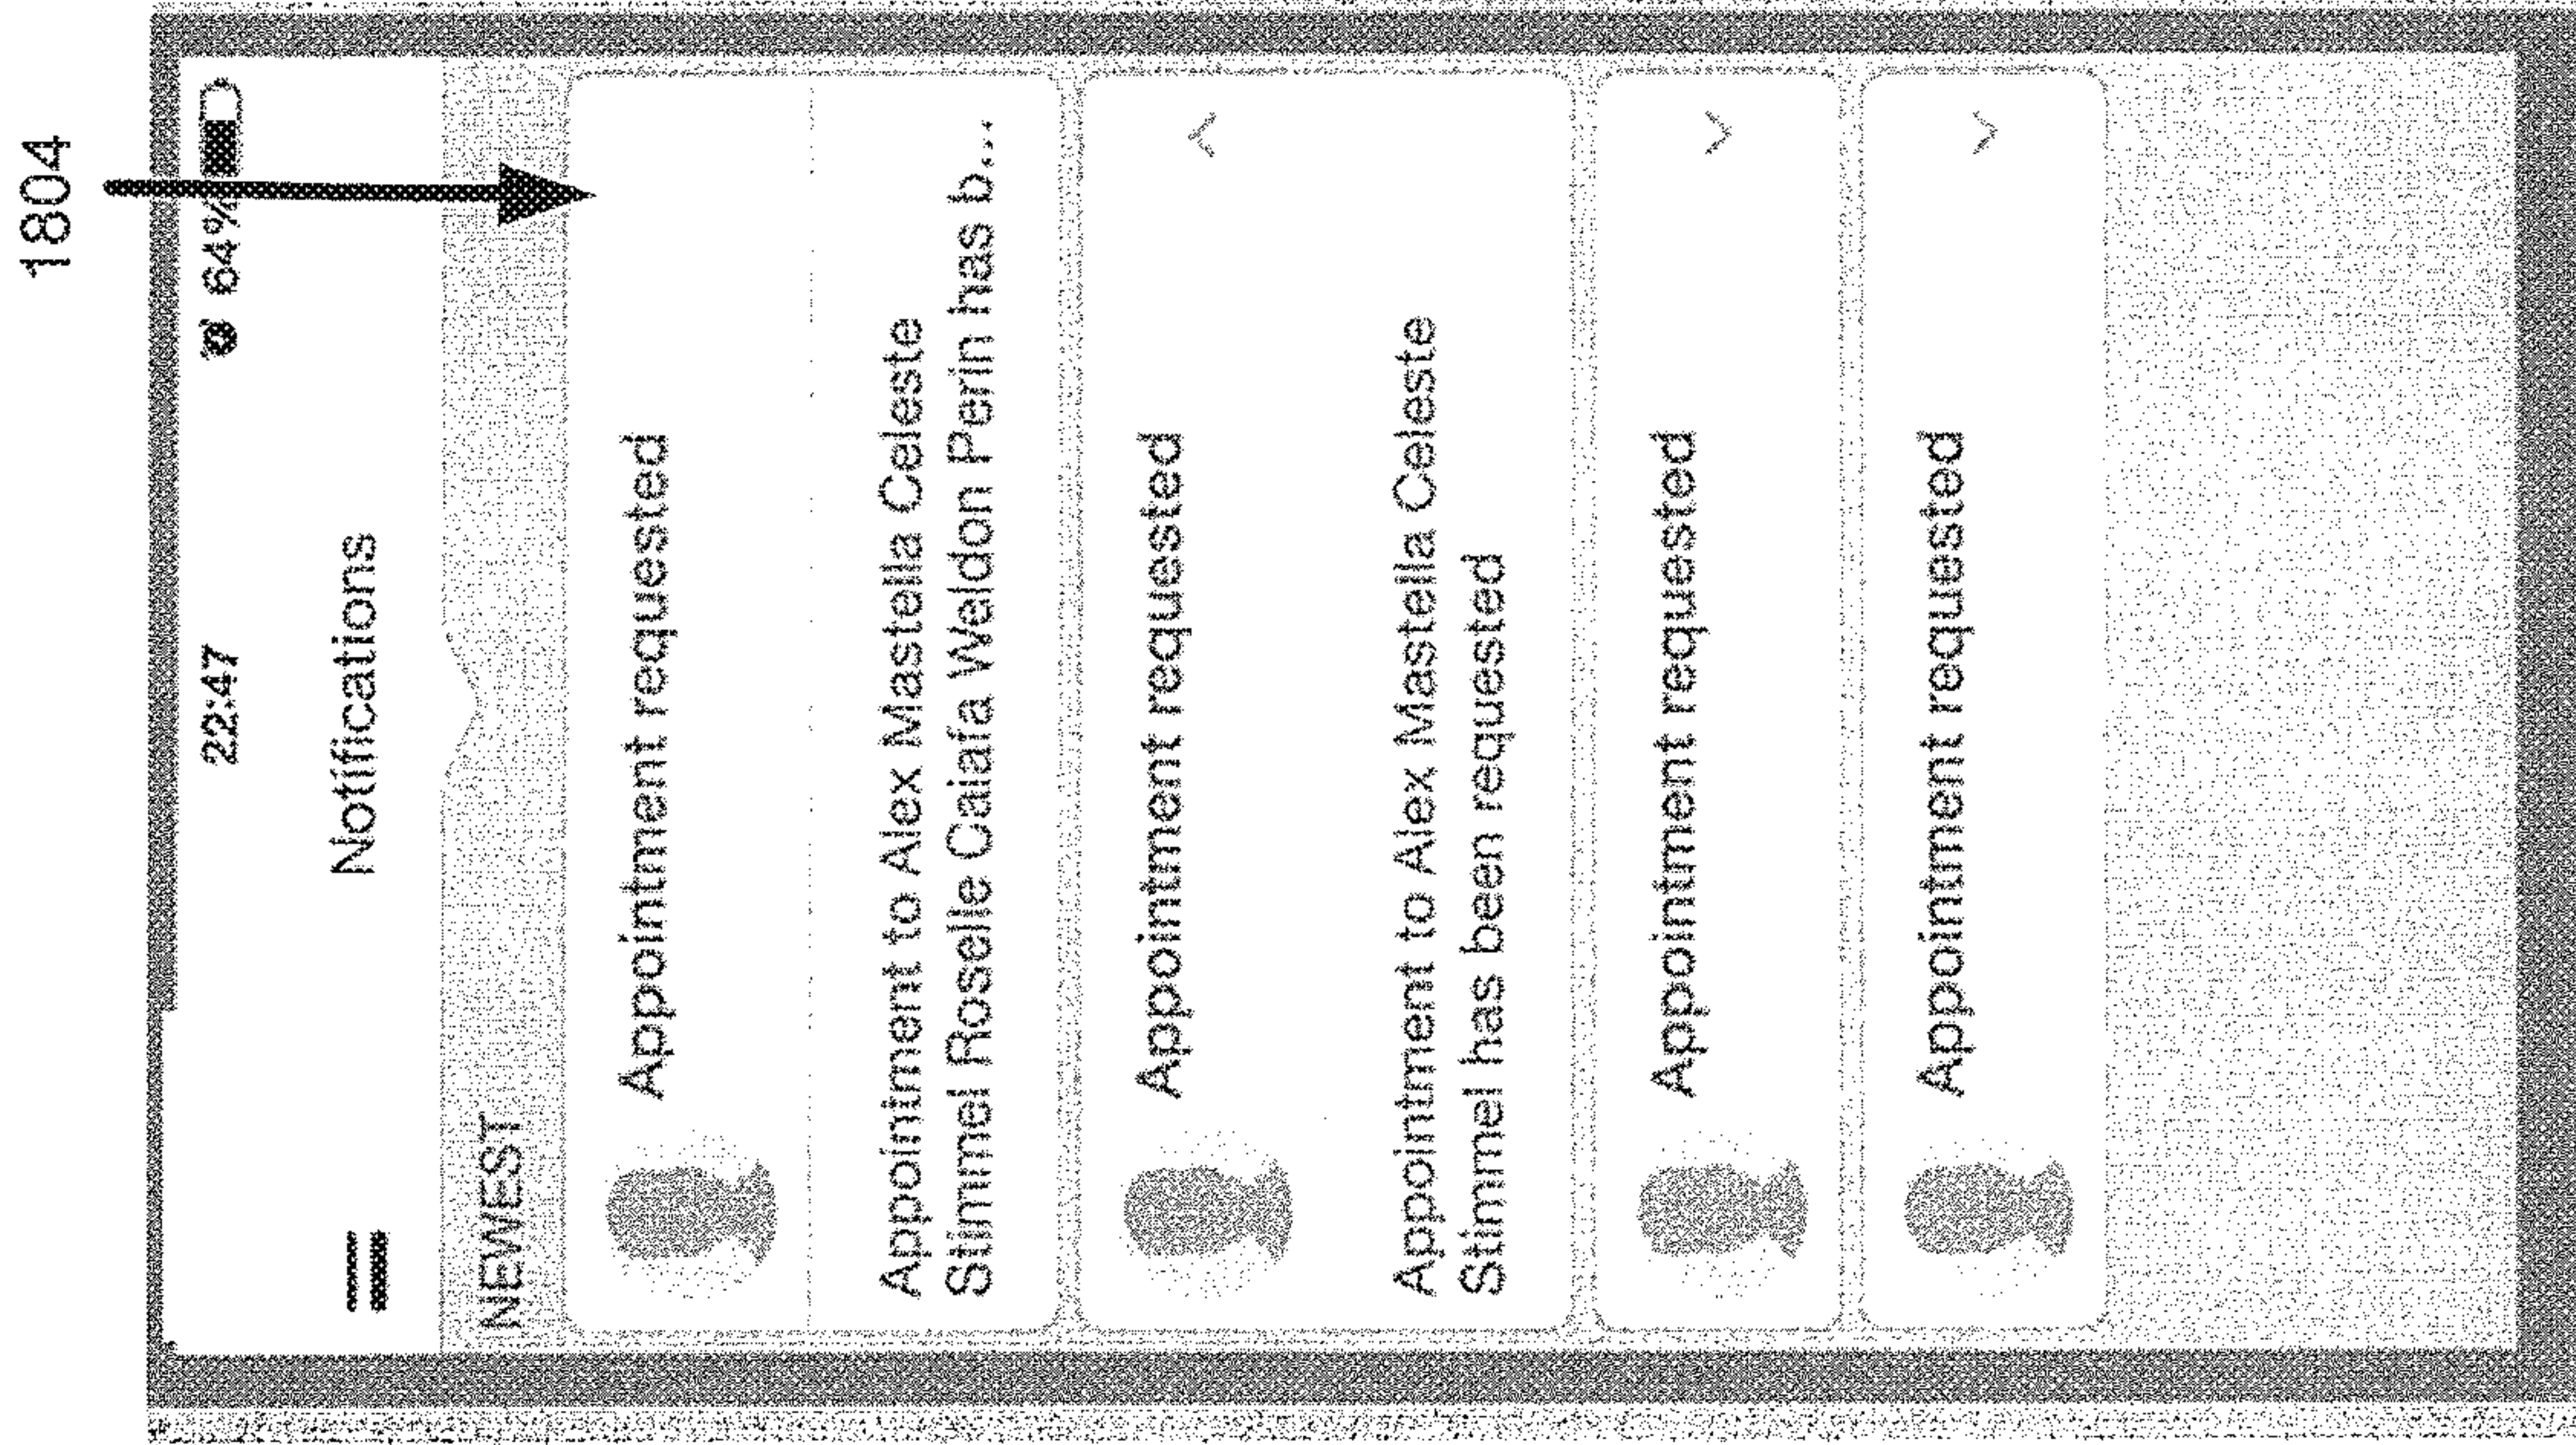 1804
22:47 64%
Notifications
NEWEST
Appointment requested
Appointment to Alex Mastella Celeste
Stimmel Roselle Caiafa Weldon Perin has b...
Appointment requested
Appointment to Alex Mastella Celeste
Stimmel has been requested
Appointment requested
Appointment requested